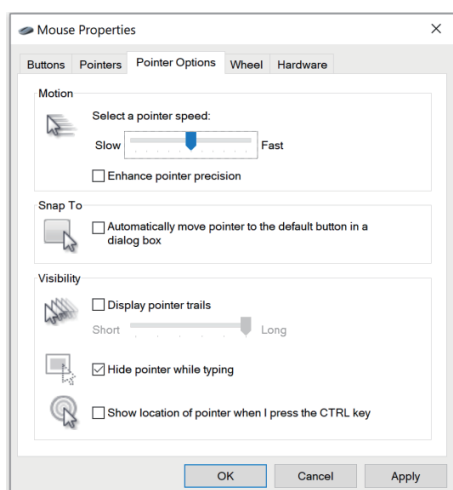 Mouse Properties
Buttons Pointers Pointer Options Wheel Hardware
Motion
Select a pointer speed:
Slow Fast
Enhance pointer precision
Snap To
Automatically move pointer to the default button in a
dialog box
Visibility
Display pointer trails
Short Long
Hide pointer while typing
Show location of pointer when I press the CTRL key
OK Cancel Apply